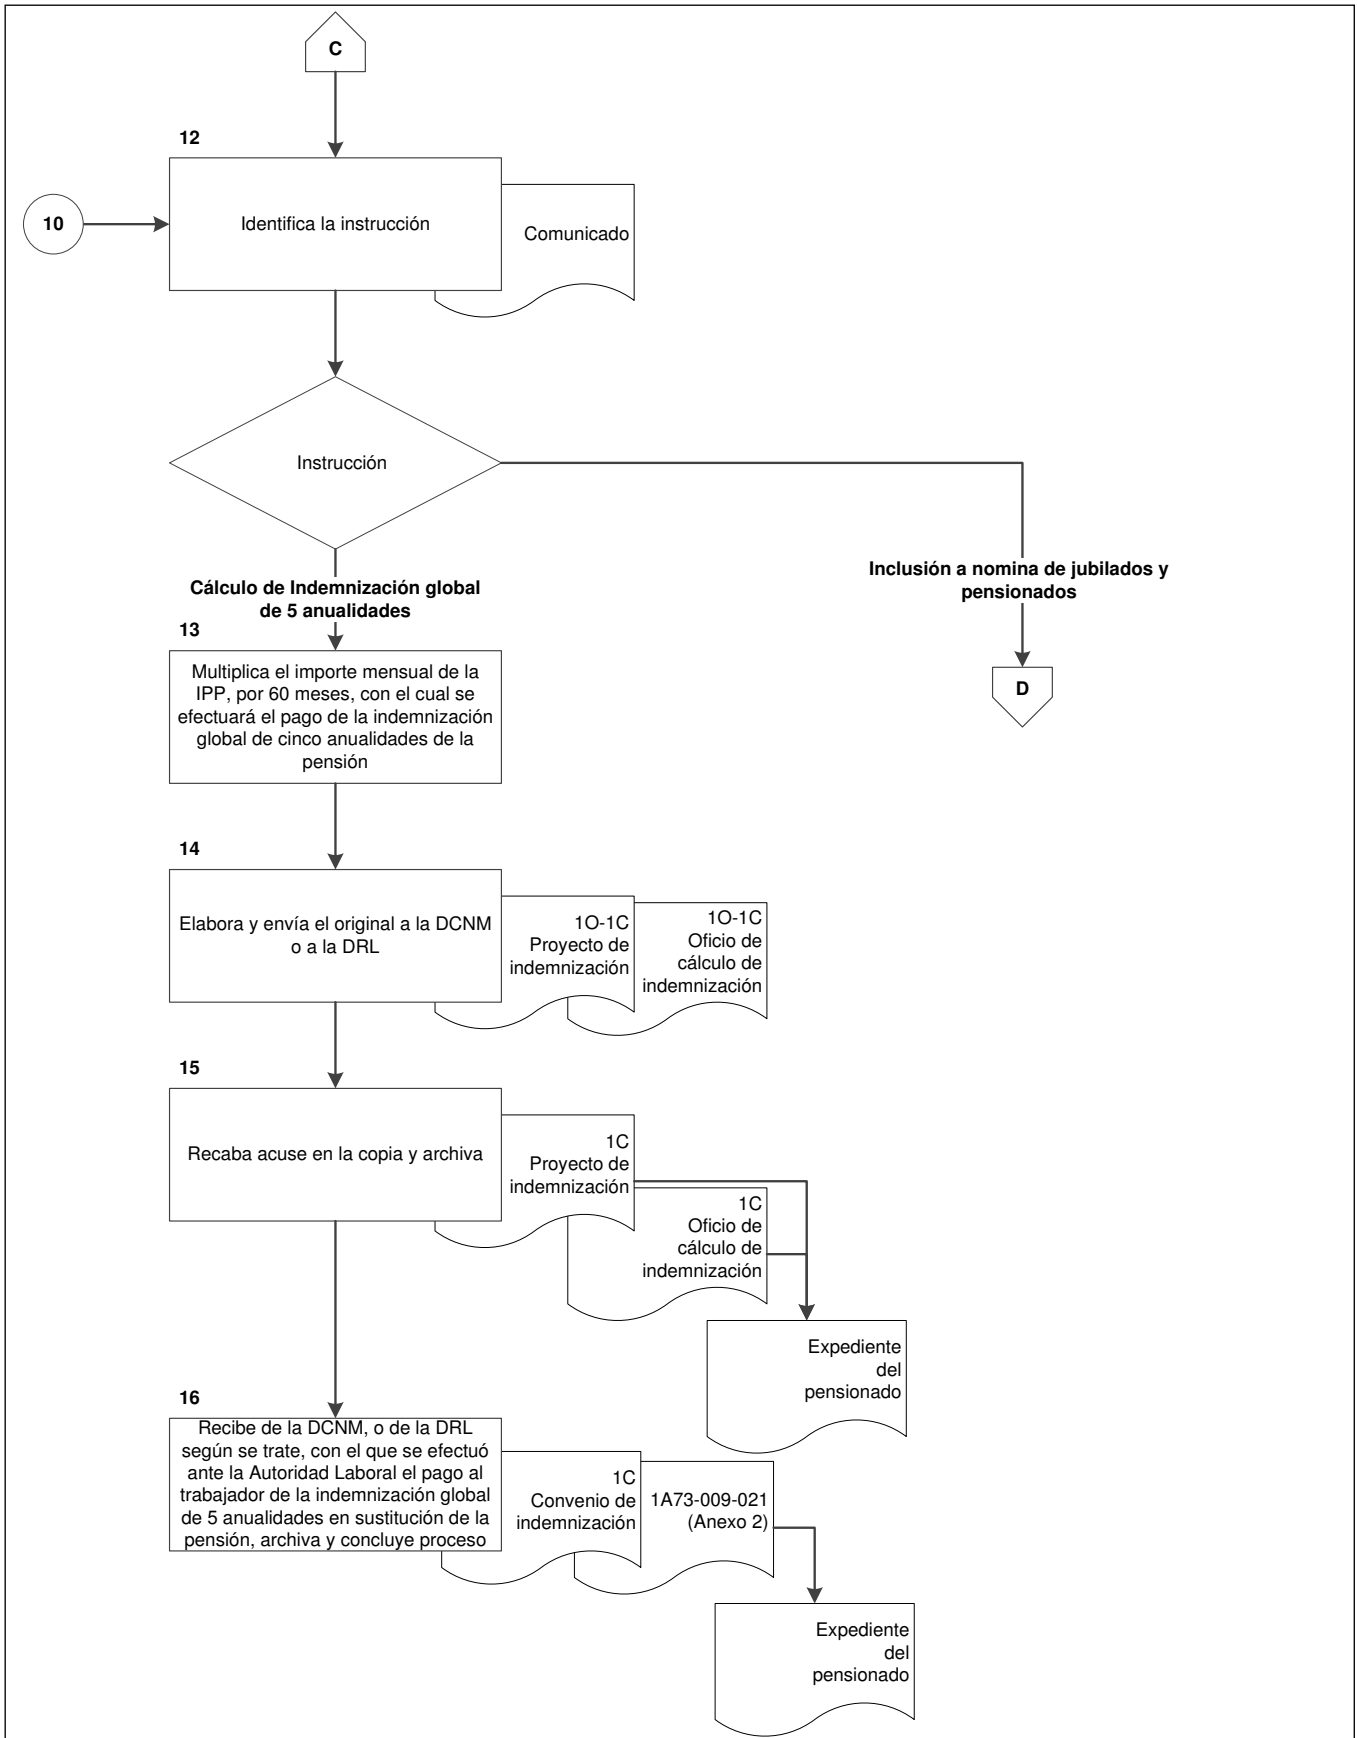 C
12
10
Identifica la instrucción
Comunicado
Instrucción
Cálculo de Indemnización global
de 5 anualidades
Inclusión a nomina de jubilados y
pensionados
D
13
Multiplica el importe mensual de la
IPP, por 60 meses, con el cual se
efectuará el pago de la indemnización
global de cinco anualidades de la
pensión
14
Elabora y envía el original a la DCNM
o a la DRL
1O-1C
Proyecto de
indemnización
1O-1C
Oficio de
cálculo de
indemnización
15
Recaba acuse en la copia y archiva
1C
Proyecto de
indemnización
1C
Oficio de
cálculo de
indemnización
Expediente
del
pensionado
16
Recibe de la DCNM, o de la DRL
según se trate, con el que se efectuó
ante la Autoridad Laboral el pago al
trabajador de la indemnización global
de 5 anualidades en sustitución de la
pensión, archiva y concluye proceso
1C
Convenio de
indemnización
1A73-009-021
(Anexo 2)
Expediente
del
pensionado